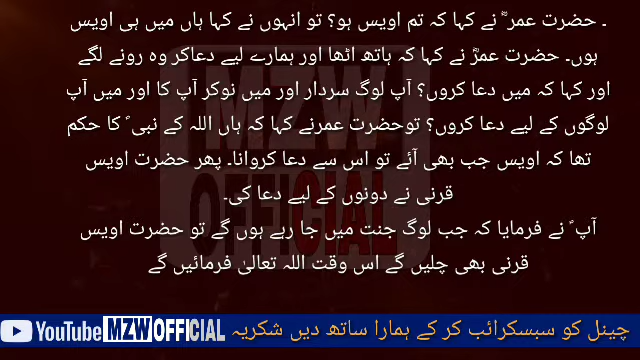 ۔ حضرت عمر ؓ نے کہا کہ تم اویس ہو؟ تو انہوں نے کہا ہاں میں ہی اویس
ہوں۔ حضرت عمرؓ نے کہا کہ ہاتھ اٹھا اور ہمارے لیے دعاکر وہ رونے لگے
اور کہا کہ میں دعا کروں؟ آپ لوگ سردار اور میں نوکر آپ کا اور میں آپ
لوگوں کے لیے دعا کروں؟ توحضرت عمرنے کہا کہ ہاں اللہ کے نبی ؐ کا حکم
تھا کہ اویس جب بھی آئے تو اس سے دعا کروانا۔ پھر حضرت اویس
قرنی نے دونوں کے لیے دعا کی۔
آپ ؐ نے فرمایا کہ جب لوگ جنت میں جا رہے ہوں گے تو حضرت اویس
قرنی بھی چلیں گے اس وقت اللہ تعالیٰ فرمائیں گے
MZW
OFFICIAL
YouTube MZW OFFICIAL چینل کو سبسکرائب کر کے ہمارا ساتھ دیں شکریہ